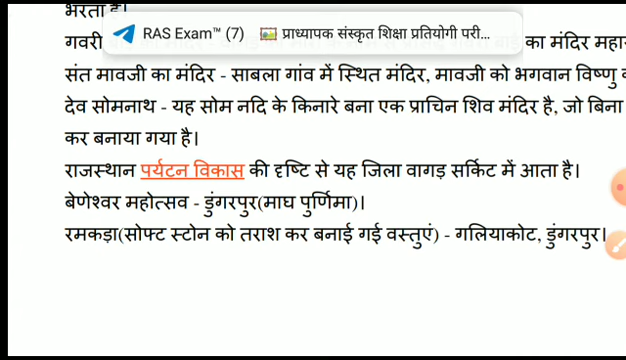 भरता है।
RAS Exam™ (7) प्राध्यापक संस्कृत शिक्षा प्रतियोगी परी...
गवरी का मंदिर महा
संत मावजी का मंदिर - साबला गांव में स्थित मंदिर, मावजी को भगवान विष्णु
देव सोमनाथ - यह सोम नदि के किनारे बना एक प्राचिन शिव मंदिर है, जो बिना
कर बनाया गया है।
राजस्थान पर्यटन विकास की दृष्टि से यह जिला वागड़ सर्किट में आता है।
बेणेश्वर महोत्सव - डुंगरपुर(माघ पुर्णिमा)।
रमकड़ा(सोफ्ट स्टोन को तराश कर बनाई गई वस्तुएं) - गलियाकोट, डुंगरपुर।